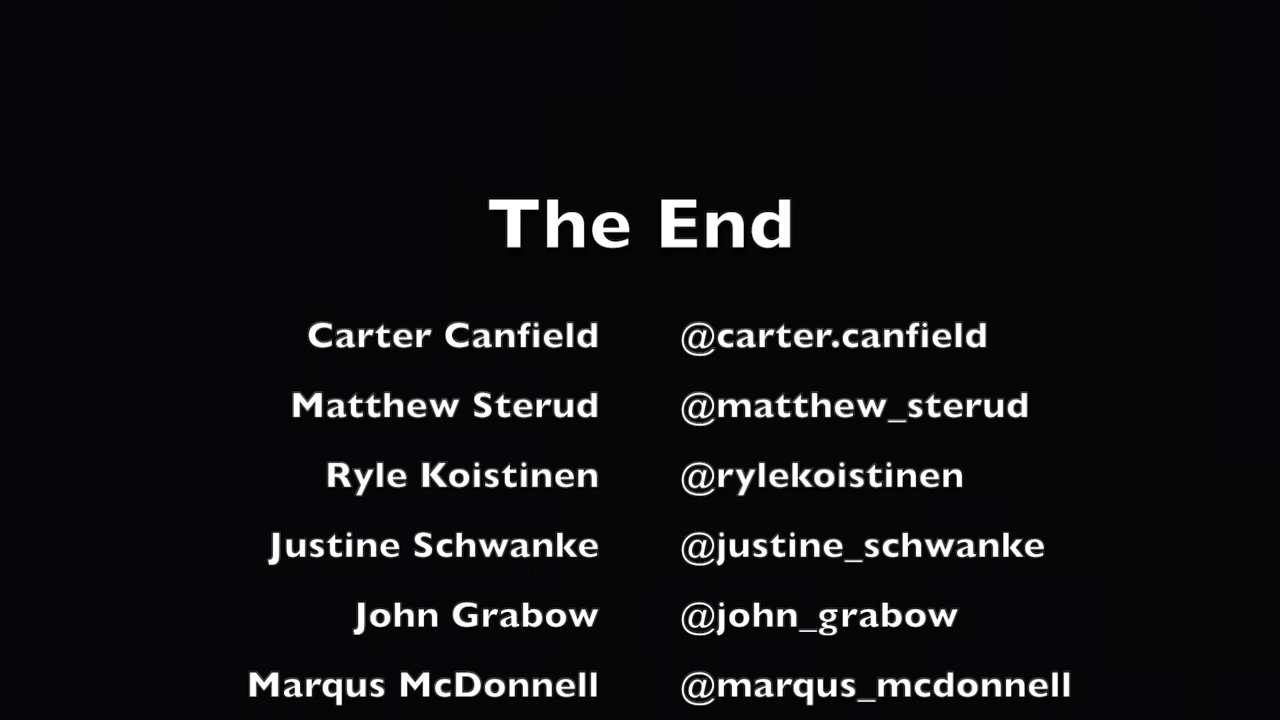 The End
Carter Canfield @carter.canfield
Matthew Sterud @matthew_sterud
Ryle Koistinen @rylekoistinen
Justine Schwanke @justine_schwanke
John Grabow @john_grabow
Marqus McDonnell @marqus_mcdonnell